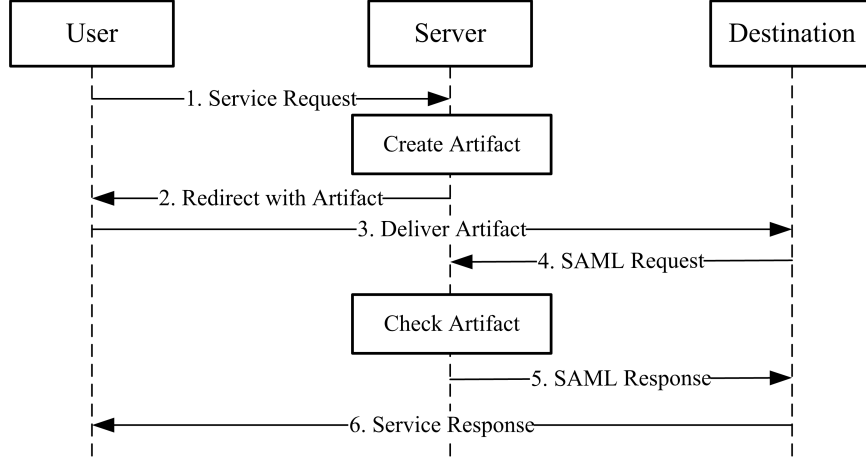 User
Server
Destination
1. Service Request
Create Artifact
2. Redirect with Artifact
3. Deliver Artifact
4. SAML Request
Check Artifact
5. SAML Response
6. Service Response